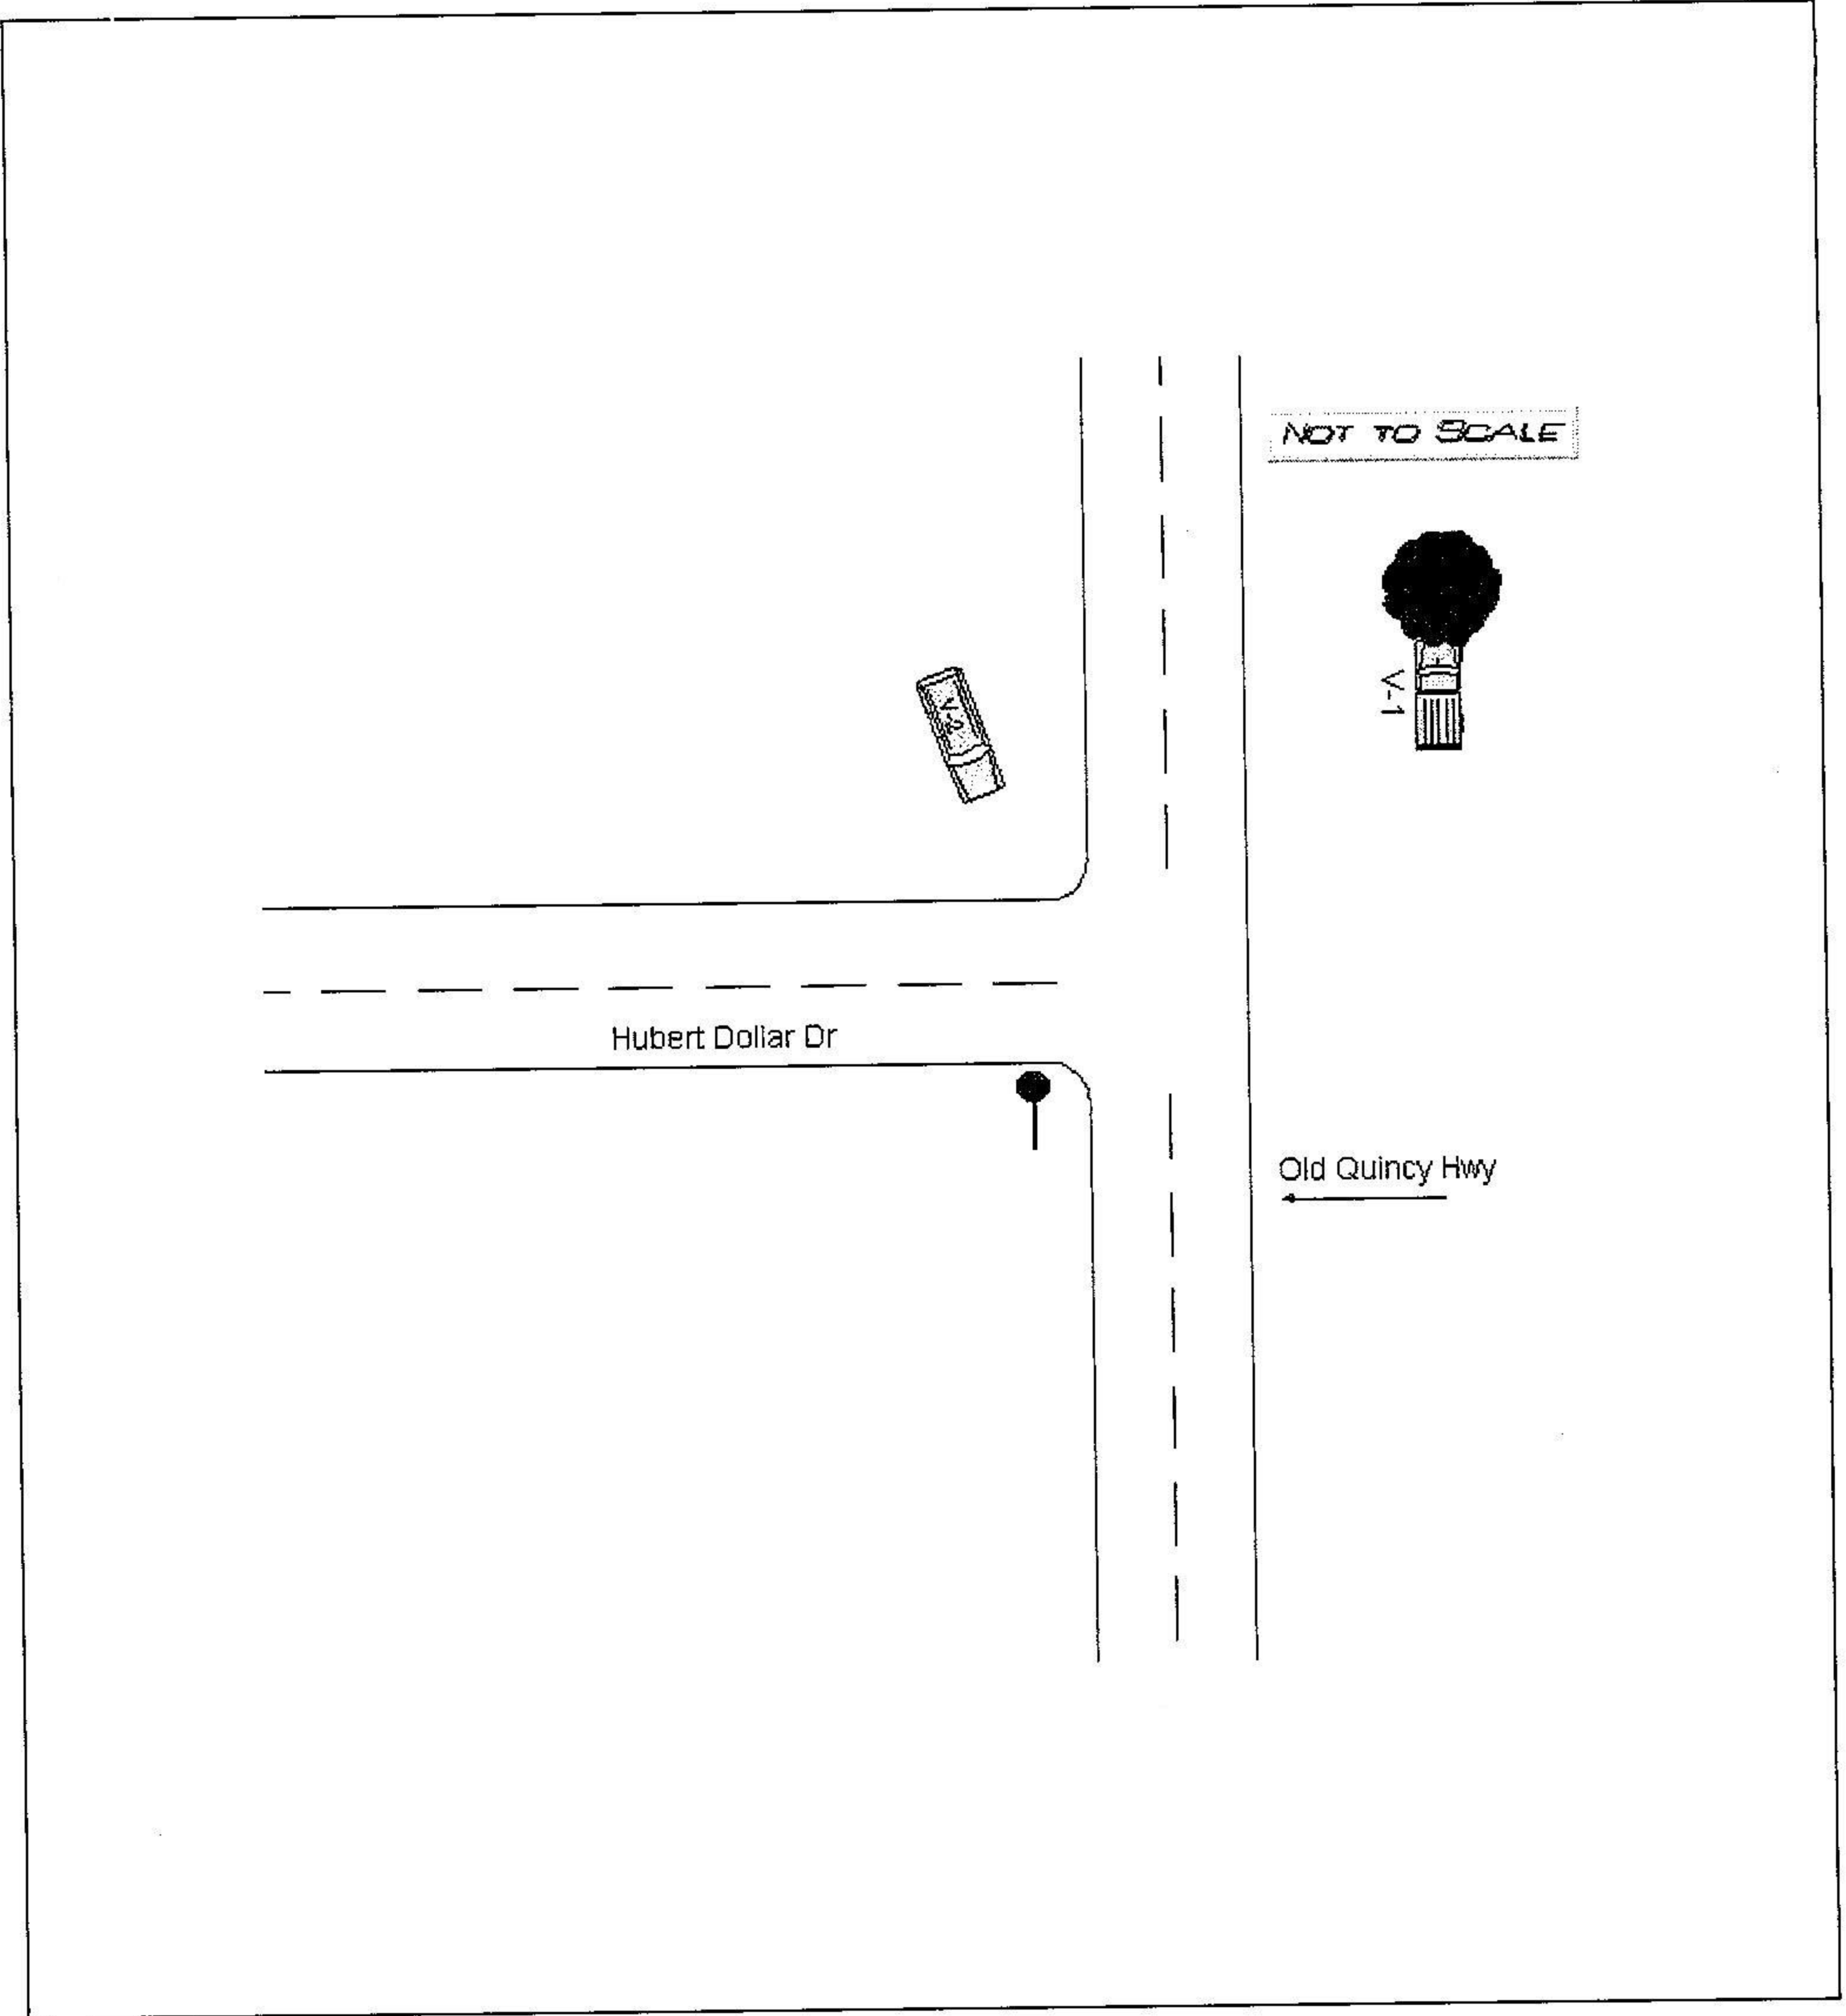 NOT TO SCALE
V-1
V-2
Hubert Dollar Dr
Old Quincy Hwy